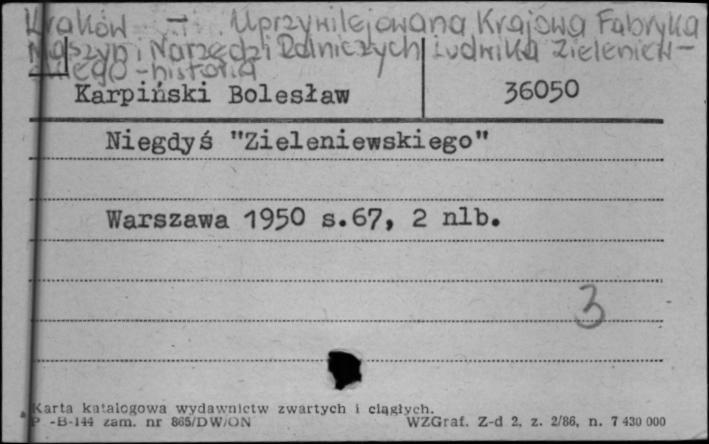 Kraków - Uprzywilejowana Krajowa Fabryka
Maszyn i Narzędzi Rolniczych Ludwika Zieleniew-
skiego - historia
Karpiński Bolesław 36050
Niegdyś "Zieleniewskiego"
Warszawa 1950 s.67, 2 nlb.
3
Karta katalogowa wydawnictw zwartych i ciągłych.
P -B-144 zam. nr 865/DW/ON WZGraf. Z-d 2, z. 2/86, n. 7 430 000